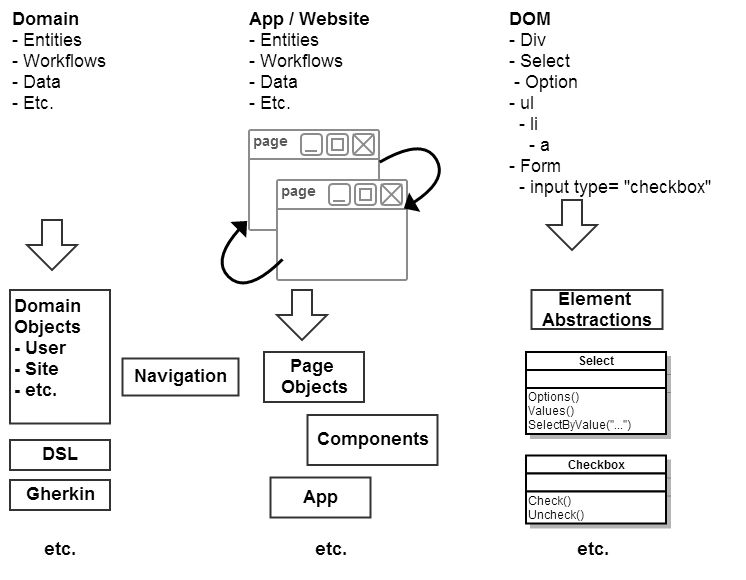 Domain
- Entities
- Workflows
- Data
- Etc.
App / Website
- Entities
- Workflows
- Data
- Etc.
page
page
DOM
- Div
- Select
- Option
- ul
- li
- a
- Form
- input type= "checkbox"
Domain
Objects
- User
- Site
- etc.
DSL
Gherkin
etc.
Navigation
Page
Objects
Components
App
etc.
Element
Abstractions
Select
Options()
Values()
SelectByValue("...")
Checkbox
Check()
Uncheck()
etc.